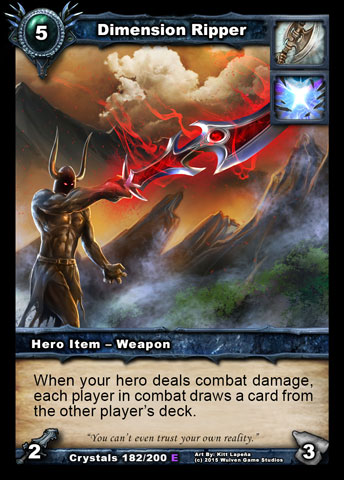 5
Dimension Ripper
Hero Item – Weapon
When your hero deals combat damage,
each player in combat draws a card from
the other player's deck.
"You can't even trust your own reality."
2
Crystals 182/200 E
Art By: Kitt Lapeña
(c) 2015 Wulven Game Studios
3